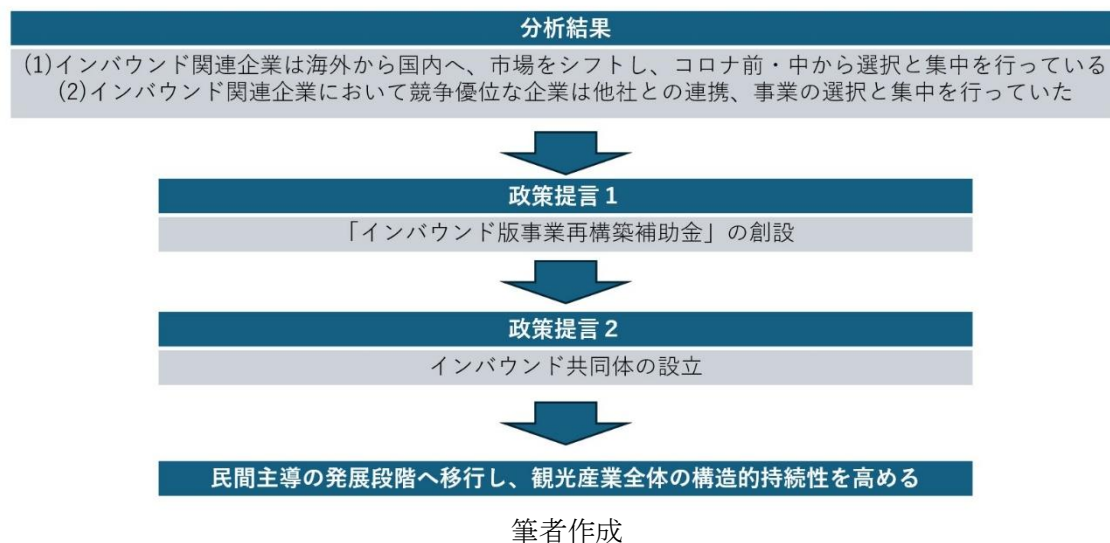 分析結果
(1)インバウンド関連企業は海外から国内へ、市場をシフトし、コロナ前・中から選択と集中を行っている
(2)インバウンド関連企業において競争優位な企業は他社との連携、事業の選択と集中を行っていた
政策提言1
「インバウンド版事業再構築補助金」の創設
政策提言2
インバウンド共同体の設立
民間主導の発展段階へ移行し、観光産業全体の構造的持続性を高める
筆者作成